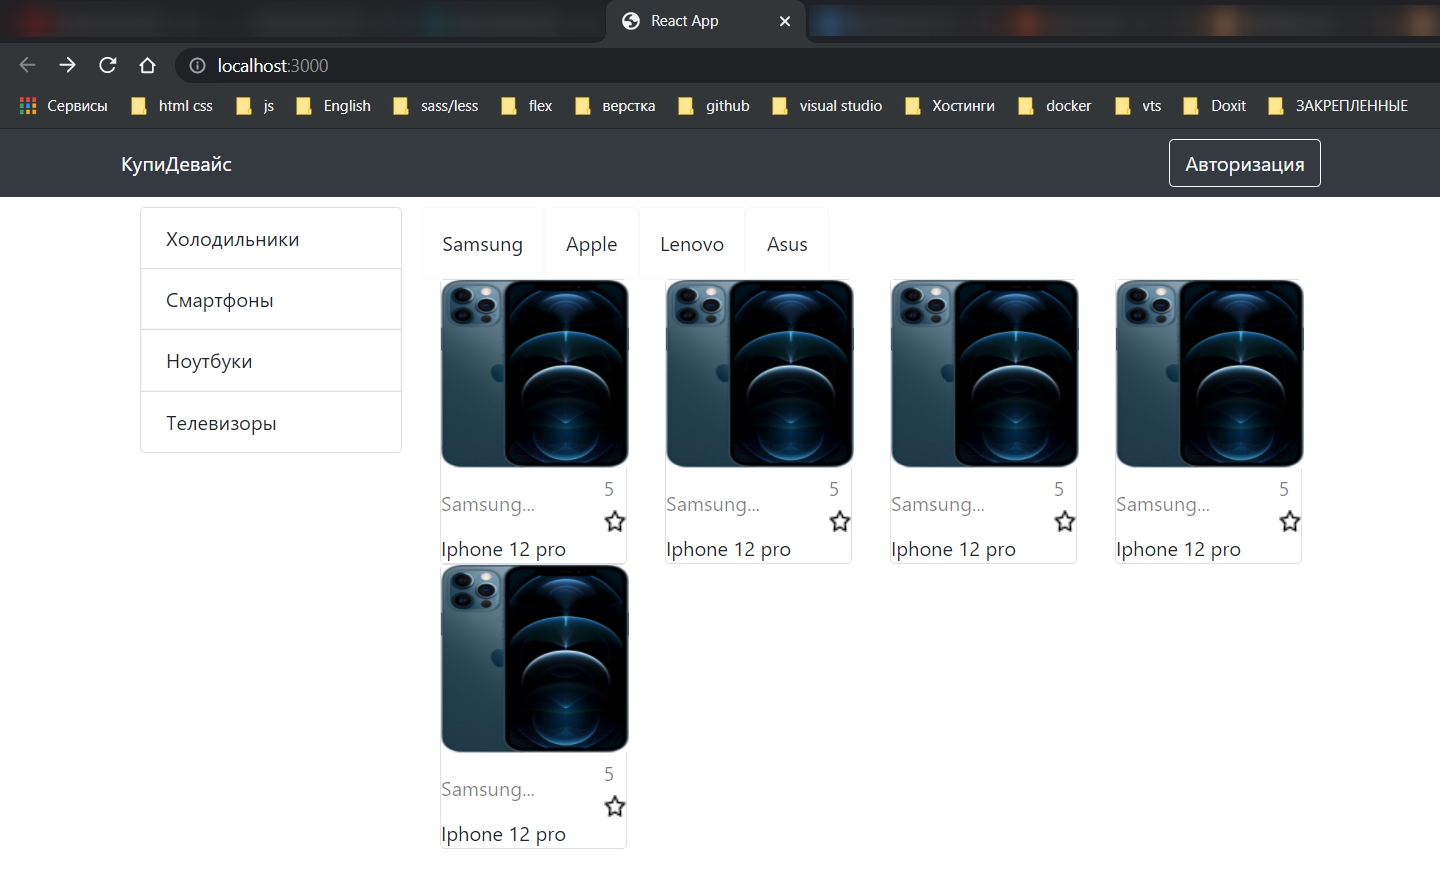 React App
localhost:3000
Сервисы html css js English sass/less flex верстка github visual studio Хостинги docker vts Doxit ЗАКРЕПЛЕННЫЕ
КупиДевайс Авторизация
Холодильники
Смартфоны
Ноутбуки
Телевизоры
Samsung Apple Lenovo Asus
5 5 5 5
Samsung... Samsung... Samsung... Samsung...
Iphone 12 pro Iphone 12 pro Iphone 12 pro Iphone 12 pro
5
Samsung...
Iphone 12 pro